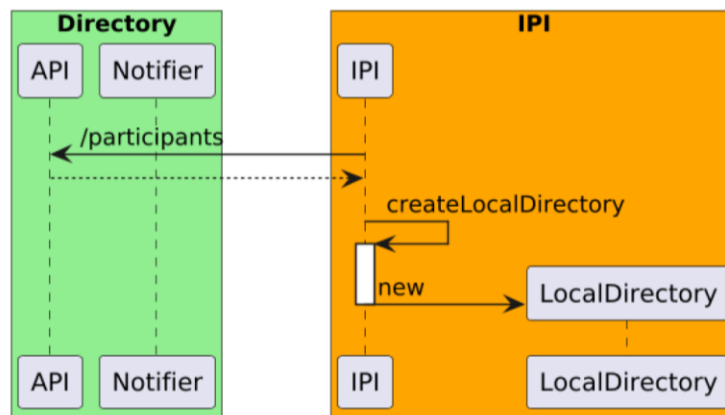 Directory
IPI
API
Notifier
IPI
/participants
createLocalDirectory
new
LocalDirectory
API
Notifier
IPI
LocalDirectory